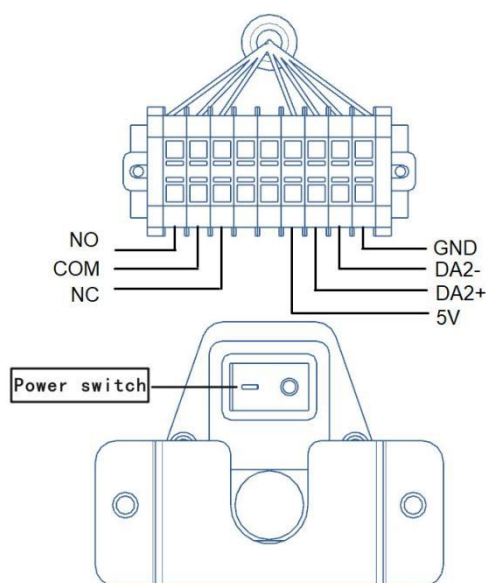 NO
COM
NC
GND
DA2-
DA2+
5V
Power switch